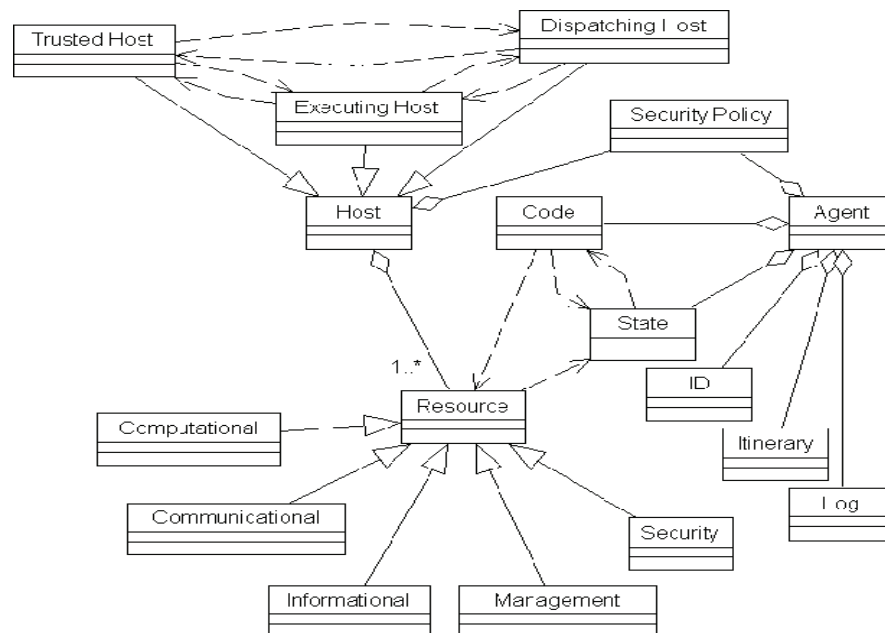 Trusted Host
Dispatching Host
Executing Host
Security Policy
Host
Code
Agent
State
1..*
ID
Resource
Computational
Itinerary
Log
Communicational
Security
Informational
Management